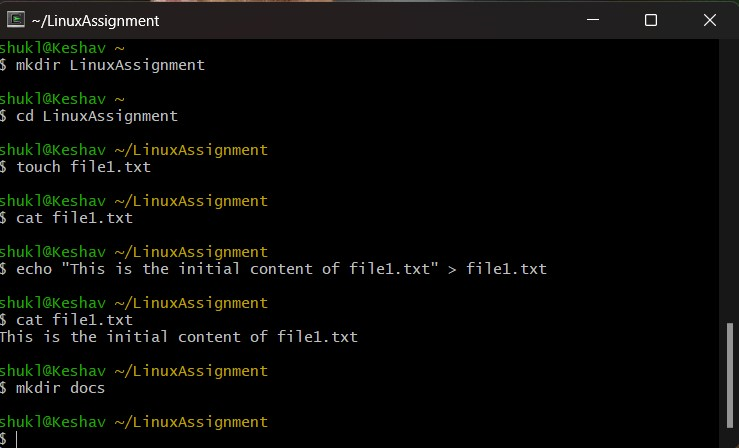 ~/LinuxAssignment
shukl@Keshav ~
$ mkdir LinuxAssignment
shukl@Keshav ~
$ cd LinuxAssignment
shukl@Keshav ~/LinuxAssignment
$ touch file1.txt
shukl@Keshav ~/LinuxAssignment
$ cat file1.txt
shukl@Keshav ~/LinuxAssignment
$ echo "This is the initial content of file1.txt" > file1.txt
shukl@Keshav ~/LinuxAssignment
$ cat file1.txt
This is the initial content of file1.txt
shukl@Keshav ~/LinuxAssignment
$ mkdir docs
shukl@Keshav ~/LinuxAssignment
$